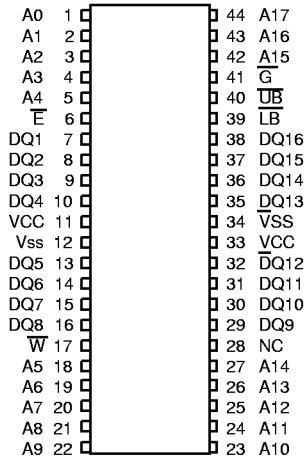 A0 1 44 A17
A1 2 43 A16
A2 3 42 A15
A3 4 41 G̅
A4 5 40 U̅B̅
E̅ 6 39 L̅B̅
DQ1 7 38 DQ16
DQ2 8 37 DQ15
DQ3 9 36 DQ14
DQ4 10 35 DQ13
VCC 11 34 V̅SS
Vss 12 33 VCC
DQ5 13 32 D̅Q12
DQ6 14 31 DQ11
DQ7 15 30 DQ10
DQ8 16 29 DQ9
W̅ 17 28 NC
A5 18 27 A14
A6 19 26 A13
A7 20 25 A12
A8 21 24 A11
A9 22 23 A10